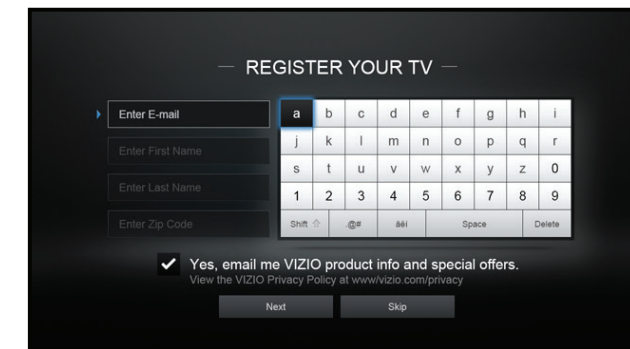 REGISTER YOUR TV
Enter E-mail
Enter First Name
Enter Last Name
Enter Zip Code
a b c d e f g h i
j k l m n o p q r
s t u v w x y z 0
1 2 3 4 5 6 7 8 9
Shift .@# áéí Space Delete
Yes, email me VIZIO product info and special offers.
View the VIZIO Privacy Policy at www/vizio.com/privacy
Next Skip